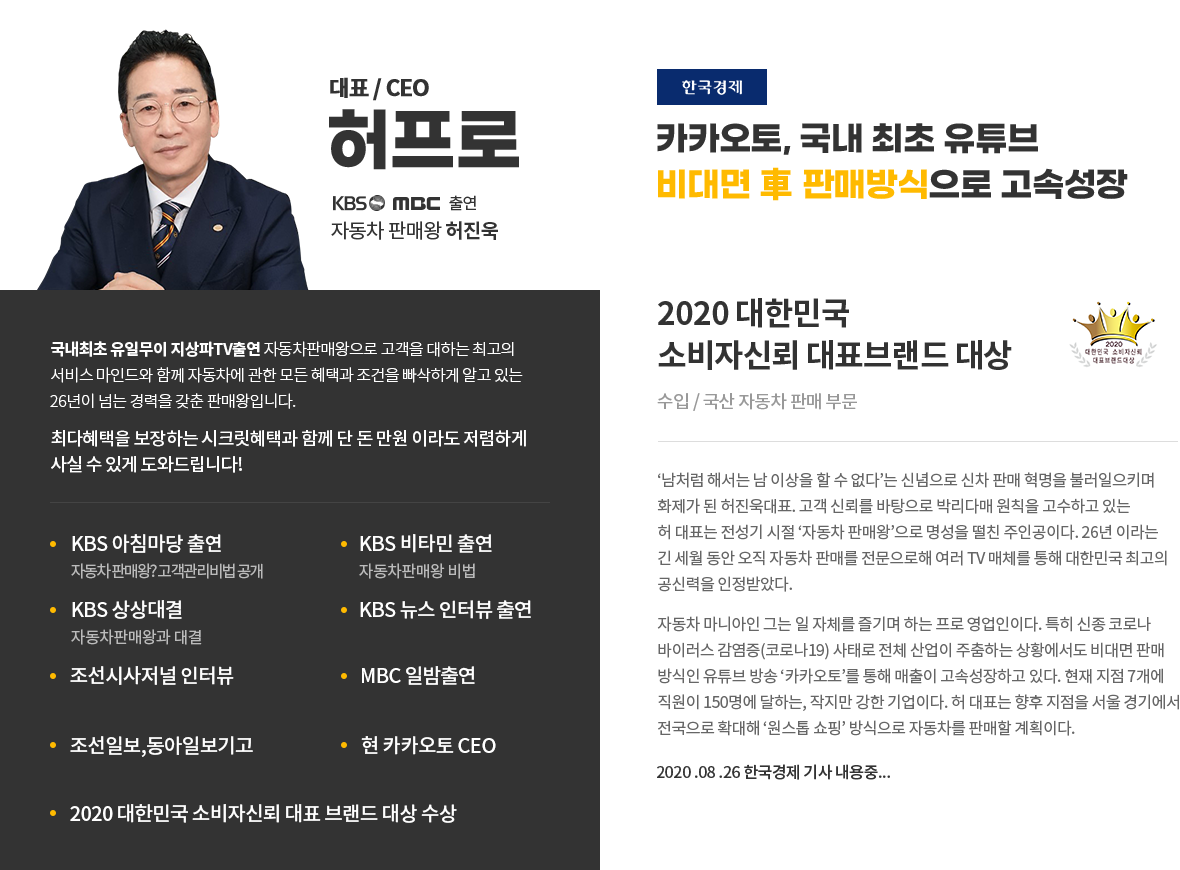 대표 / CEO
허프로
KBS MBC 출연
자동차 판매왕 허진욱
국내최초 유일무이 지상파TV출연 자동차판매왕으로 고객을 대하는 최고의
서비스 마인드와 함께 자동차에 관한 모든 혜택과 조건을 빠삭하게 알고 있는
26년이 넘는 경력을 갖춘 판매왕입니다.
최다혜택을 보장하는 시크릿혜택과 함께 단 돈 만원 이라도 저렴하게
사실 수 있게 도와드립니다!
• KBS 아침마당 출연
자동차판매왕?고객관리비법공개
• KBS 비타민 출연
자동차판매왕 비법
• KBS 상상대결
자동차판매왕과 대결
• KBS 뉴스 인터뷰 출연
• 조선시사저널 인터뷰
• MBC 일밤출연
• 조선일보,동아일보기고
• 현 카카오토 CEO
• 2020 대한민국 소비자신뢰 대표 브랜드 대상 수상
한국경제
카카오토, 국내 최초 유튜브
비대면 車 판매방식으로 고속성장
2020 대한민국
소비자신뢰 대표브랜드 대상
수입 / 국산 자동차 판매 부문
2020
대한민국 소비자신뢰
대표브랜드대상
‘남처럼 해서는 남 이상을 할 수 없다’는 신념으로 신차 판매 혁명을 불러일으키며
화제가 된 허진욱대표. 고객 신뢰를 바탕으로 박리다매 원칙을 고수하고 있는
허 대표는 전성기 시절 ‘자동차 판매왕’으로 명성을 떨친 주인공이다. 26년 이라는
긴 세월 동안 오직 자동차 판매를 전문으로해 여러 TV 매체를 통해 대한민국 최고의
공신력을 인정받았다.
자동차 마니아인 그는 일 자체를 즐기며 하는 프로 영업인이다. 특히 신종 코로나
바이러스 감염증(코로나19) 사태로 전체 산업이 주춤하는 상황에서도 비대면 판매
방식인 유튜브 방송 ‘카카오토’를 통해 매출이 고속성장하고 있다. 현재 지점 7개에
직원이 150명에 달하는, 작지만 강한 기업이다. 허 대표는 향후 지점을 서울 경기에서
전국으로 확대해 ‘원스톱 쇼핑’ 방식으로 자동차를 판매할 계획이다.
2020 .08 .26 한국경제 기사 내용중...